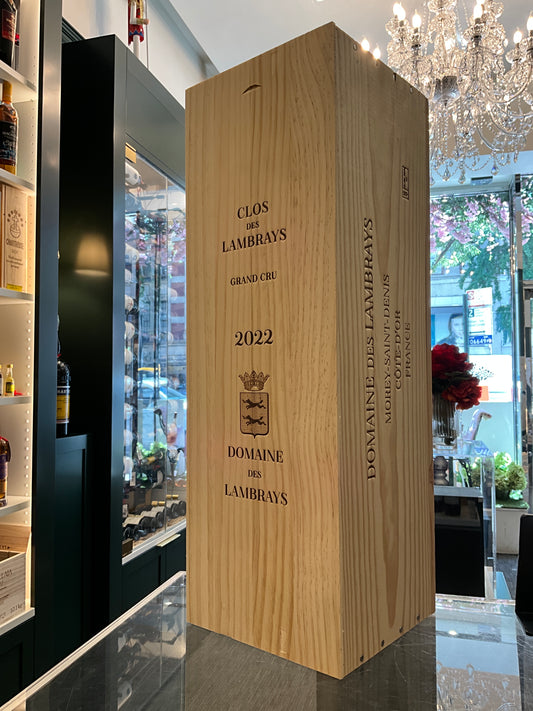 CLOS
DES
LAMBRAYS
GRAND CRU
2022
DOMAINE
DES
LAMBRAYS
DOMAINE DES LAMBRAYS
MOREY-SAINT-DENIS
CÔTE-D'OR
FRANCE